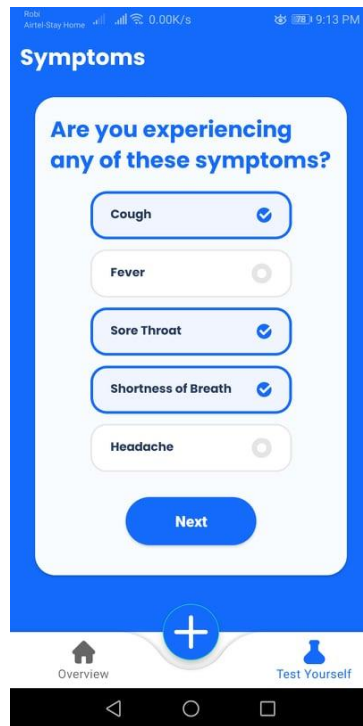 Robi
Airtel-Stay Home 0.00K/s 78 9:13 PM
Symptoms
Are you experiencing
any of these symptoms?
Cough
Fever
Sore Throat
Shortness of Breath
Headache
Next
Overview
Test Yourself